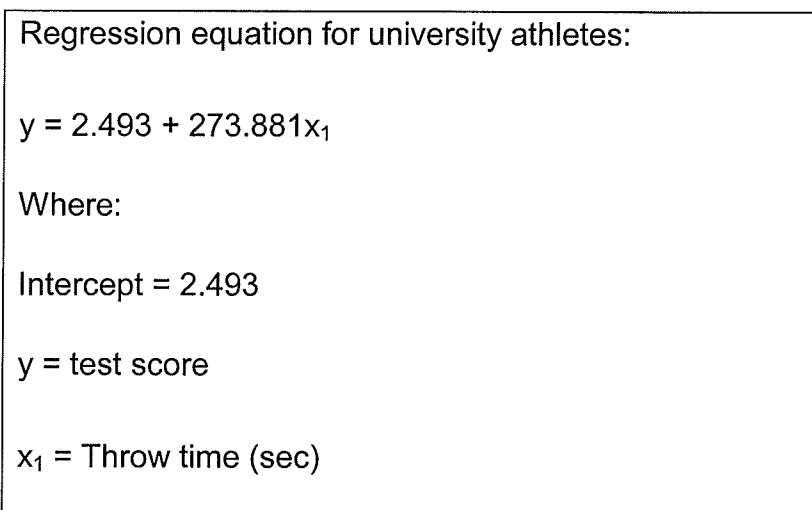 Regression equation for university athletes:
y = 2.493 + 273.881x₁
Where:
Intercept = 2.493
y = test score
x₁ = Throw time (sec)